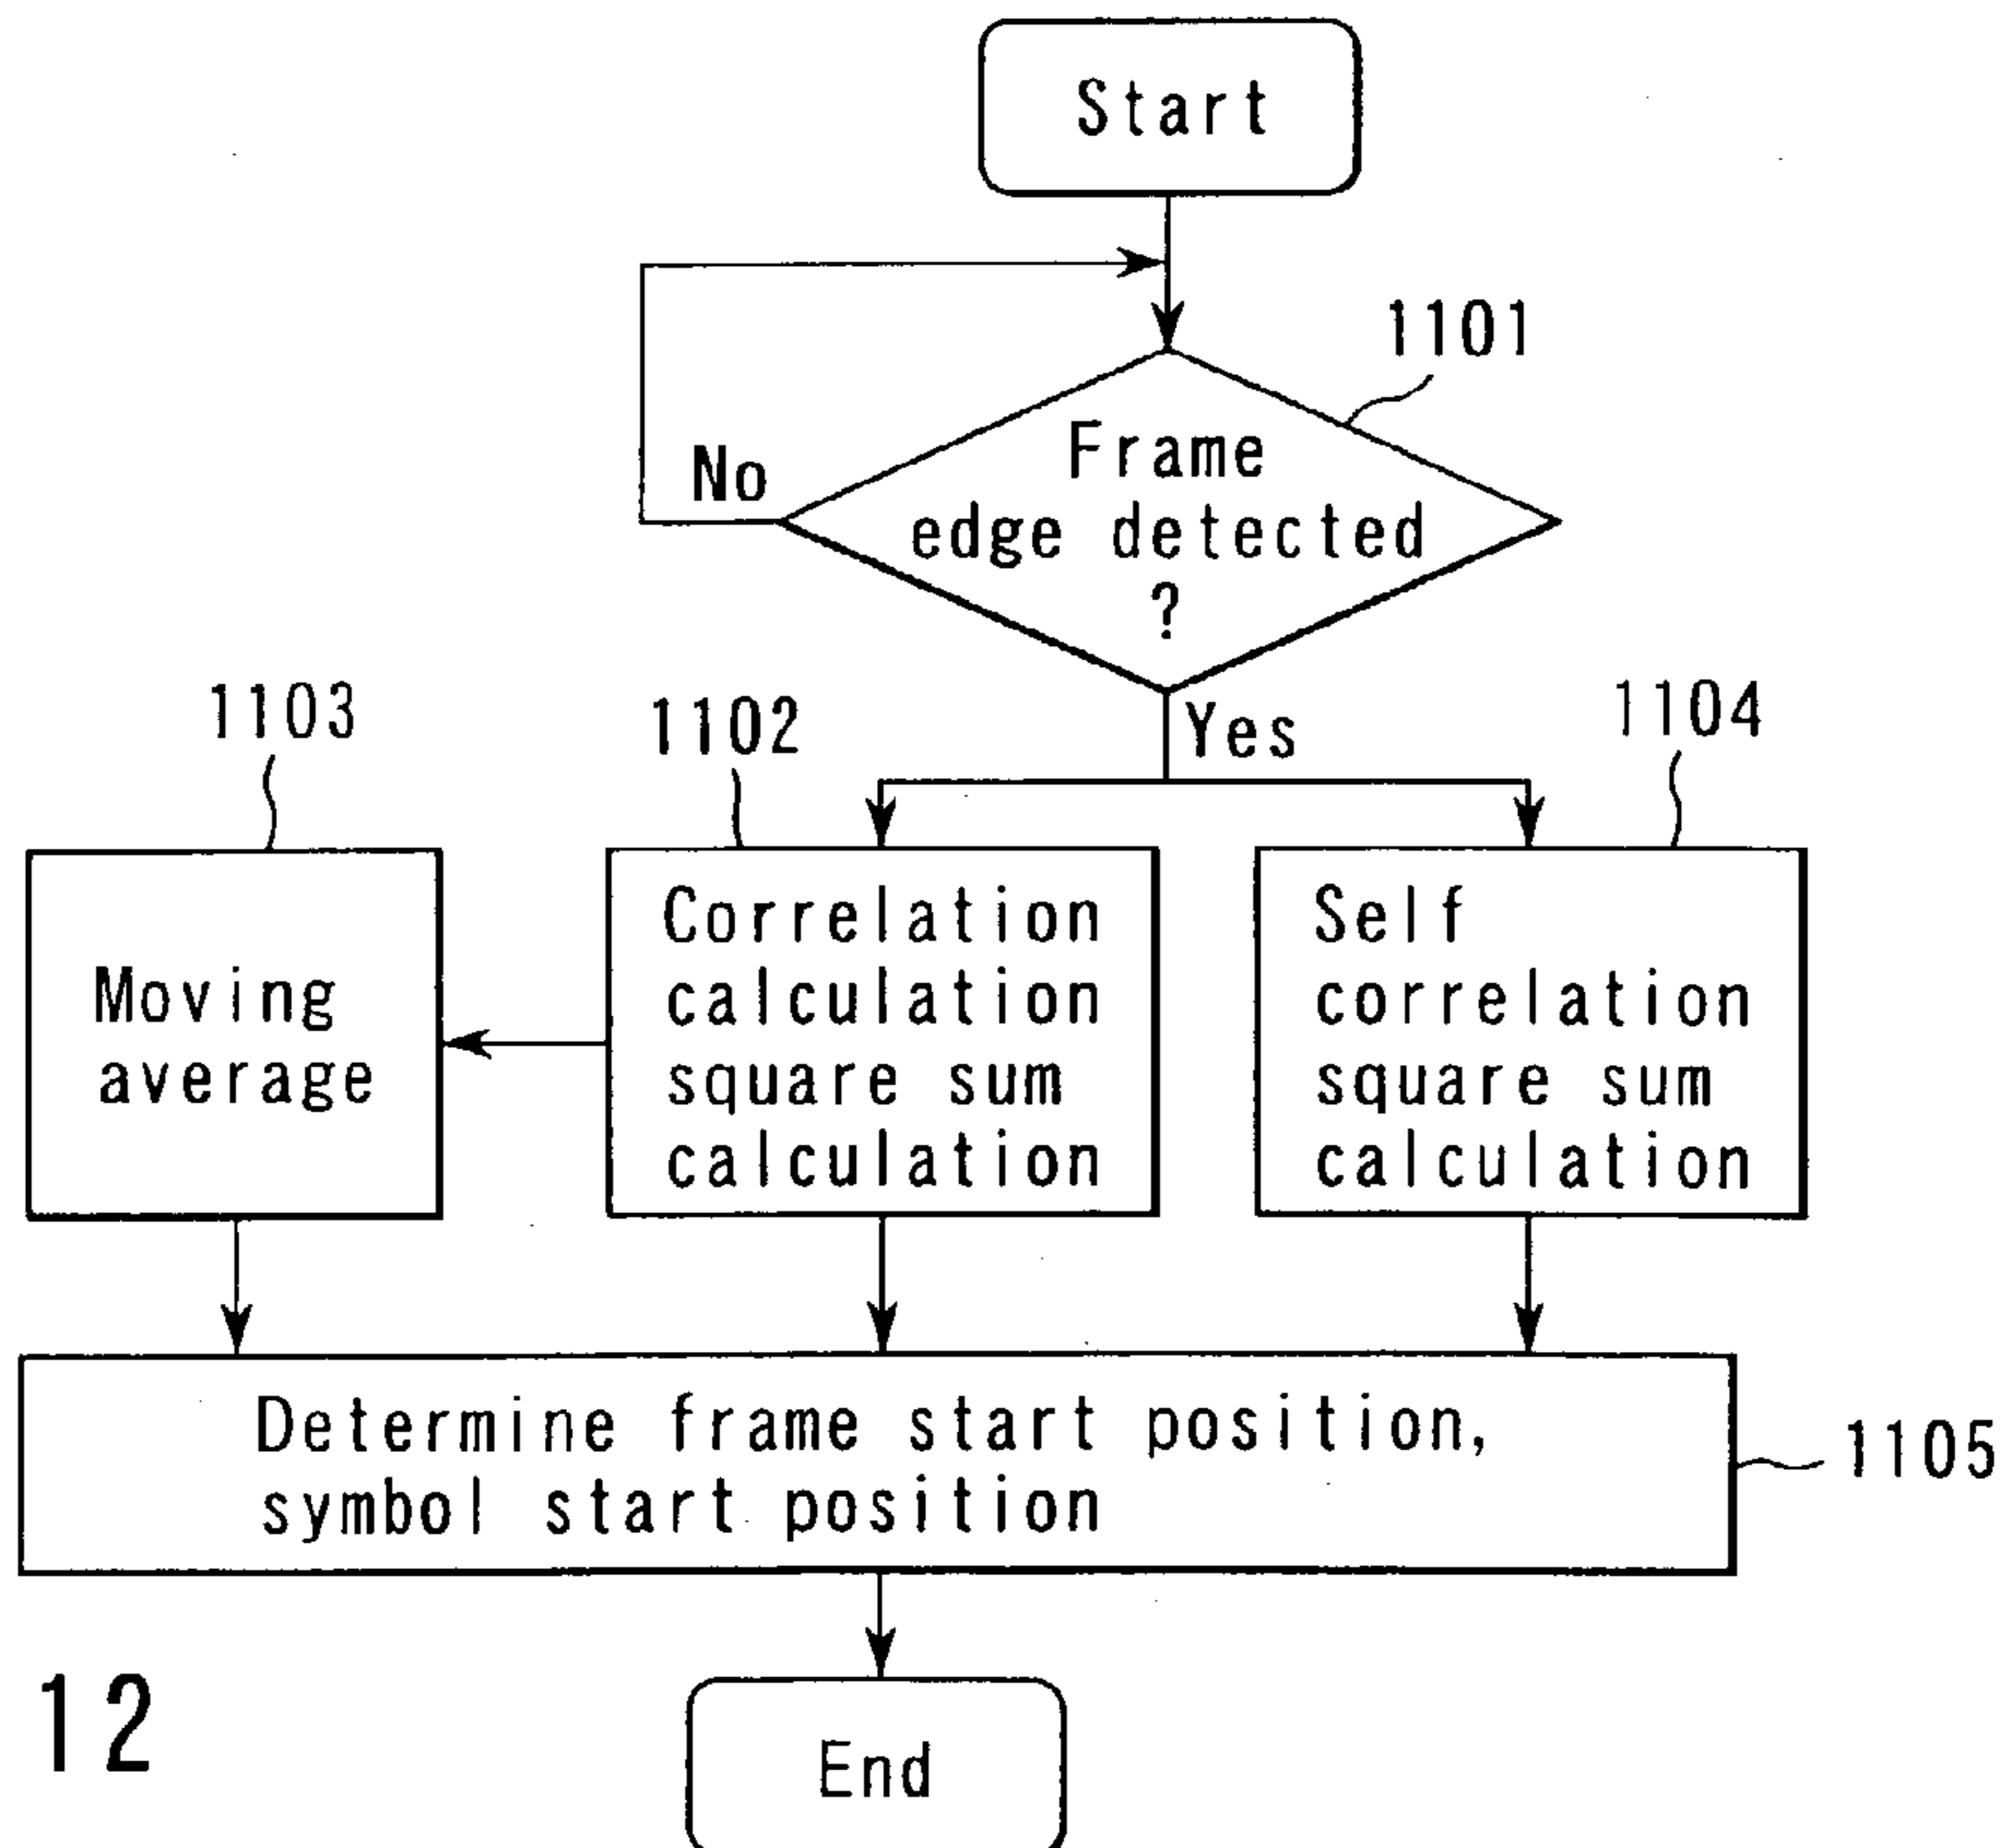 Start
1101
Frame
edge detected
?
No
Yes
1103
1102
1104
Moving
average
Correlation
calculation
square sum
calculation
Self
correlation
square sum
calculation
Determine frame start position,
symbol start position
1105
12
End